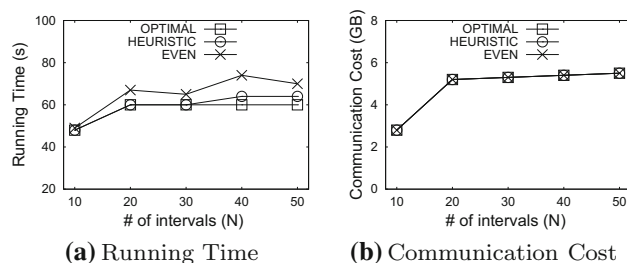 OPTIMAL
HEURISTIC
EVEN
Running Time (s)
100
80
60
40
20
10 20 30 40 50
# of intervals (N)
(a) Running Time
OPTIMAL
HEURISTIC
EVEN
Communication Cost (GB)
8
6
4
2
0
10 20 30 40 50
# of intervals (N)
(b) Communication Cost